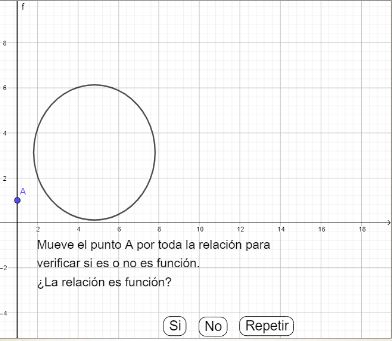 f
8
6
4
2
A
2 4 6 8 10 12 14 16 18
-2
Mueve el punto A por toda la relación para
verificar si es o no es función.
¿La relación es función?
-4
Si No Repetir